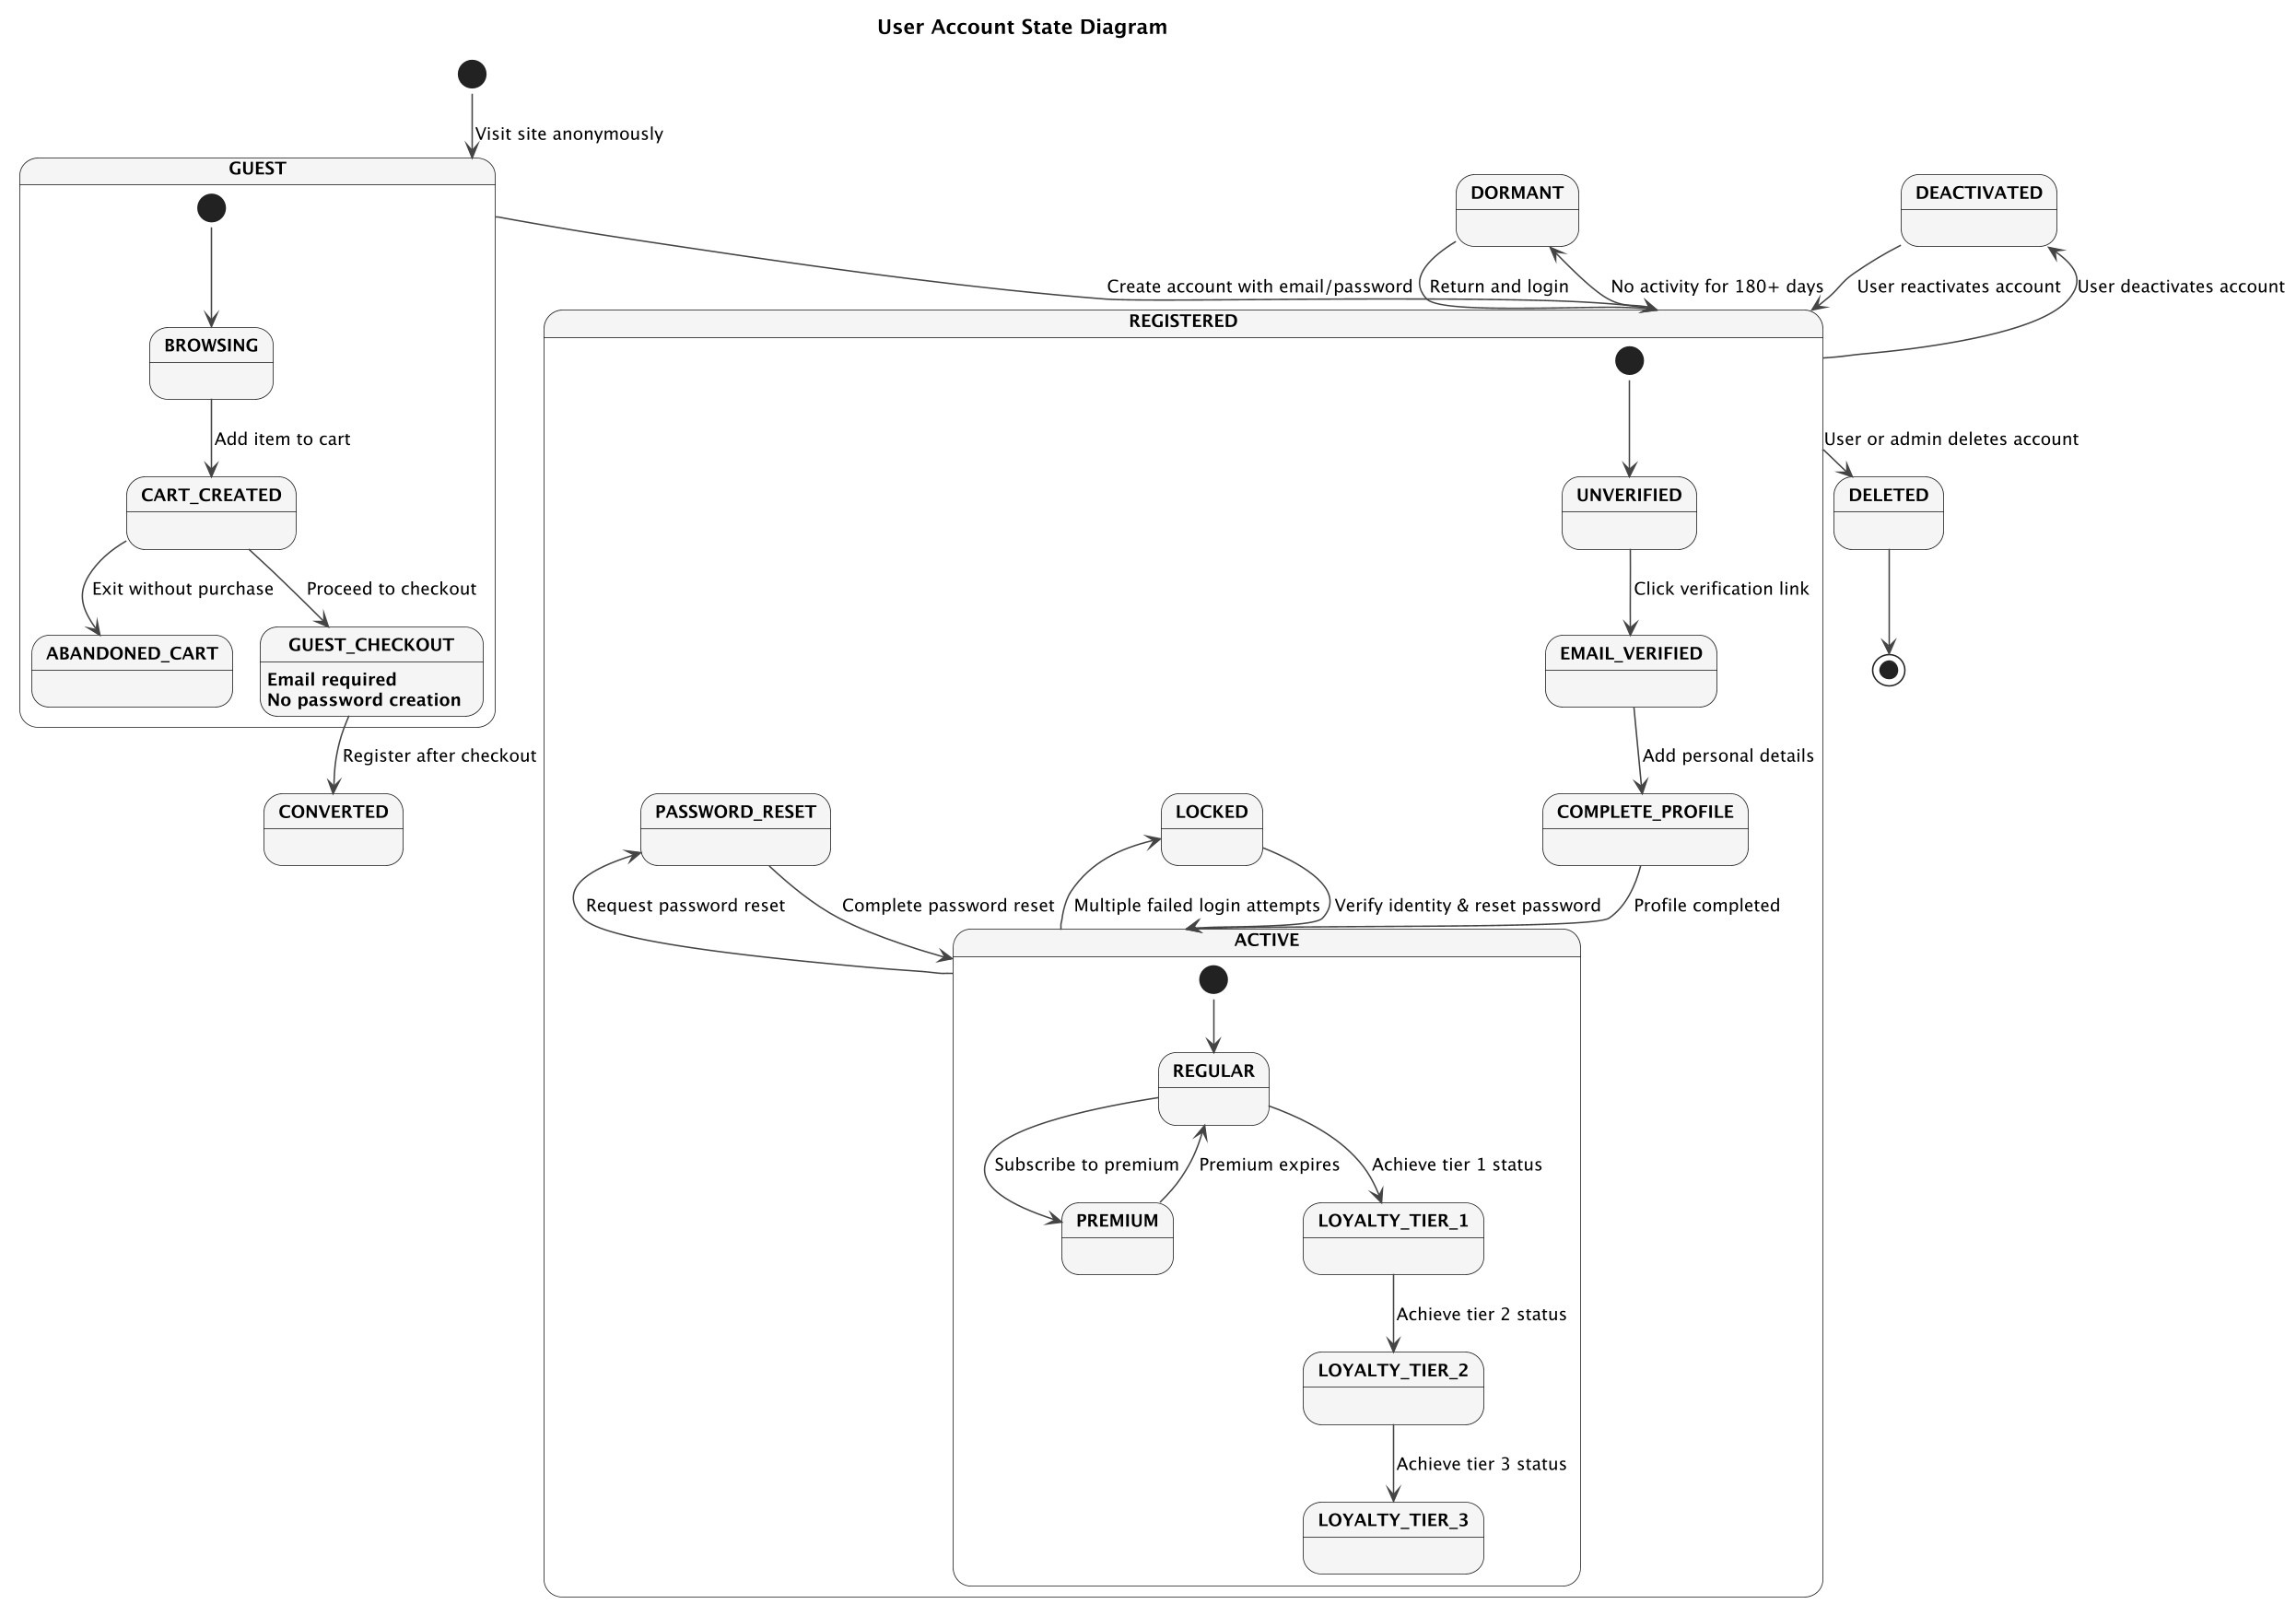 User Account State Diagram
Visit site anonymously
GUEST
DORMANT
DEACTIVATED
Create account with email/password
Return and login
No activity for 180+ days
User reactivates account
User deactivates account
REGISTERED
BROWSING
Add item to cart
User or admin deletes account
CART_CREATED
UNVERIFIED
DELETED
Exit without purchase
Proceed to checkout
Click verification link
ABANDONED_CART
GUEST_CHECKOUT
Email required
No password creation
EMAIL_VERIFIED
Register after checkout
Add personal details
CONVERTED
PASSWORD_RESET
LOCKED
COMPLETE_PROFILE
Request password reset
Complete password reset
Multiple failed login attempts
Verify identity & reset password
Profile completed
ACTIVE
REGULAR
Subscribe to premium
Premium expires
Achieve tier 1 status
PREMIUM
LOYALTY_TIER_1
Achieve tier 2 status
LOYALTY_TIER_2
Achieve tier 3 status
LOYALTY_TIER_3